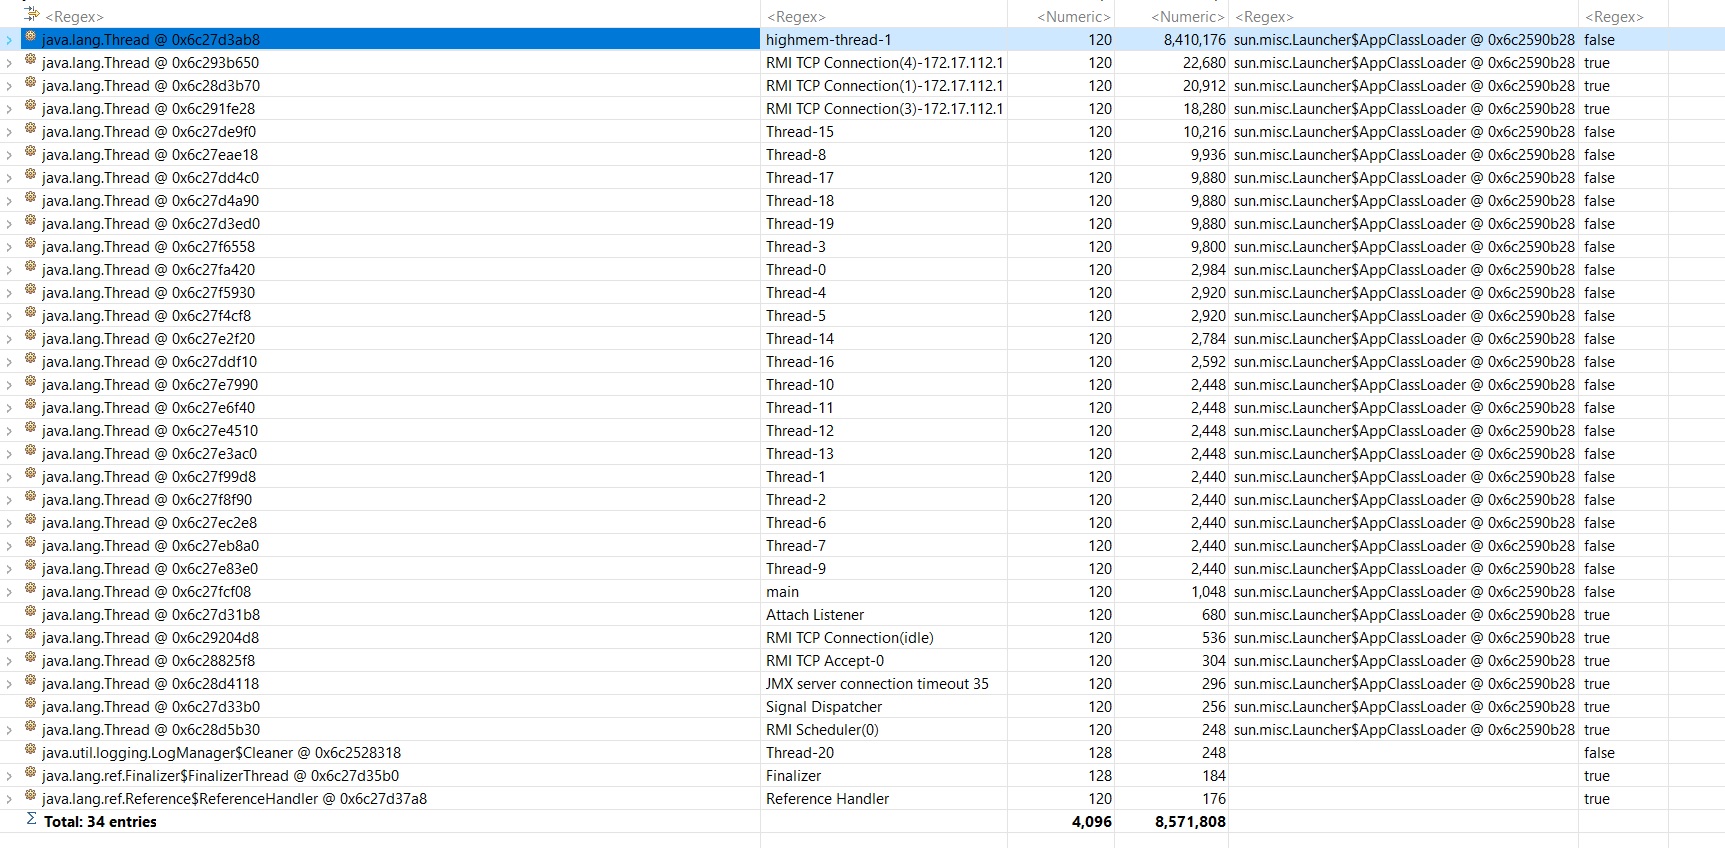 <Regex> <Regex> <Numeric> <Numeric> <Regex> <Regex>
java.lang.Thread @ 0x6c27d3ab8 highmem-thread-1 120 8,410,176 sun.misc.Launcher$AppClassLoader @ 0x6c2590b28 false
java.lang.Thread @ 0x6c293b650 RMI TCP Connection(4)-172.17.112.1 120 22,680 sun.misc.Launcher$AppClassLoader @ 0x6c2590b28 true
java.lang.Thread @ 0x6c28d3b70 RMI TCP Connection(1)-172.17.112.1 120 20,912 sun.misc.Launcher$AppClassLoader @ 0x6c2590b28 true
java.lang.Thread @ 0x6c291fe28 RMI TCP Connection(3)-172.17.112.1 120 18,280 sun.misc.Launcher$AppClassLoader @ 0x6c2590b28 true
java.lang.Thread @ 0x6c27de9f0 Thread-15 120 10,216 sun.misc.Launcher$AppClassLoader @ 0x6c2590b28 false
java.lang.Thread @ 0x6c27eae18 Thread-8 120 9,936 sun.misc.Launcher$AppClassLoader @ 0x6c2590b28 false
java.lang.Thread @ 0x6c27dd4c0 Thread-17 120 9,880 sun.misc.Launcher$AppClassLoader @ 0x6c2590b28 false
java.lang.Thread @ 0x6c27d4a90 Thread-18 120 9,880 sun.misc.Launcher$AppClassLoader @ 0x6c2590b28 false
java.lang.Thread @ 0x6c27d3ed0 Thread-19 120 9,880 sun.misc.Launcher$AppClassLoader @ 0x6c2590b28 false
java.lang.Thread @ 0x6c27f6558 Thread-3 120 9,800 sun.misc.Launcher$AppClassLoader @ 0x6c2590b28 false
java.lang.Thread @ 0x6c27fa420 Thread-0 120 2,984 sun.misc.Launcher$AppClassLoader @ 0x6c2590b28 false
java.lang.Thread @ 0x6c27f5930 Thread-4 120 2,920 sun.misc.Launcher$AppClassLoader @ 0x6c2590b28 false
java.lang.Thread @ 0x6c27f4cf8 Thread-5 120 2,920 sun.misc.Launcher$AppClassLoader @ 0x6c2590b28 false
java.lang.Thread @ 0x6c27e2f20 Thread-14 120 2,784 sun.misc.Launcher$AppClassLoader @ 0x6c2590b28 false
java.lang.Thread @ 0x6c27ddf10 Thread-16 120 2,592 sun.misc.Launcher$AppClassLoader @ 0x6c2590b28 false
java.lang.Thread @ 0x6c27e7990 Thread-10 120 2,448 sun.misc.Launcher$AppClassLoader @ 0x6c2590b28 false
java.lang.Thread @ 0x6c27e6f40 Thread-11 120 2,448 sun.misc.Launcher$AppClassLoader @ 0x6c2590b28 false
java.lang.Thread @ 0x6c27e4510 Thread-12 120 2,448 sun.misc.Launcher$AppClassLoader @ 0x6c2590b28 false
java.lang.Thread @ 0x6c27e3ac0 Thread-13 120 2,448 sun.misc.Launcher$AppClassLoader @ 0x6c2590b28 false
java.lang.Thread @ 0x6c27f99d8 Thread-1 120 2,440 sun.misc.Launcher$AppClassLoader @ 0x6c2590b28 false
java.lang.Thread @ 0x6c27f8f90 Thread-2 120 2,440 sun.misc.Launcher$AppClassLoader @ 0x6c2590b28 false
java.lang.Thread @ 0x6c27ec2e8 Thread-6 120 2,440 sun.misc.Launcher$AppClassLoader @ 0x6c2590b28 false
java.lang.Thread @ 0x6c27eb8a0 Thread-7 120 2,440 sun.misc.Launcher$AppClassLoader @ 0x6c2590b28 false
java.lang.Thread @ 0x6c27e83e0 Thread-9 120 2,440 sun.misc.Launcher$AppClassLoader @ 0x6c2590b28 false
java.lang.Thread @ 0x6c27fcf08 main 120 1,048 sun.misc.Launcher$AppClassLoader @ 0x6c2590b28 false
java.lang.Thread @ 0x6c27d31b8 Attach Listener 120 680 sun.misc.Launcher$AppClassLoader @ 0x6c2590b28 true
java.lang.Thread @ 0x6c29204d8 RMI TCP Connection(idle) 120 536 sun.misc.Launcher$AppClassLoader @ 0x6c2590b28 true
java.lang.Thread @ 0x6c28825f8 RMI TCP Accept-0 120 304 sun.misc.Launcher$AppClassLoader @ 0x6c2590b28 true
java.lang.Thread @ 0x6c28d4118 JMX server connection timeout 35 120 296 sun.misc.Launcher$AppClassLoader @ 0x6c2590b28 true
java.lang.Thread @ 0x6c27d33b0 Signal Dispatcher 120 256 sun.misc.Launcher$AppClassLoader @ 0x6c2590b28 true
java.lang.Thread @ 0x6c28d5b30 RMI Scheduler(0) 120 248 sun.misc.Launcher$AppClassLoader @ 0x6c2590b28 true
java.util.logging.LogManager$Cleaner @ 0x6c2528318 Thread-20 128 248 false
java.lang.ref.Finalizer$FinalizerThread @ 0x6c27d35b0 Finalizer 128 184 true
java.lang.ref.Reference$ReferenceHandler @ 0x6c27d37a8 Reference Handler 120 176 true
Σ Total: 34 entries 4,096 8,571,808